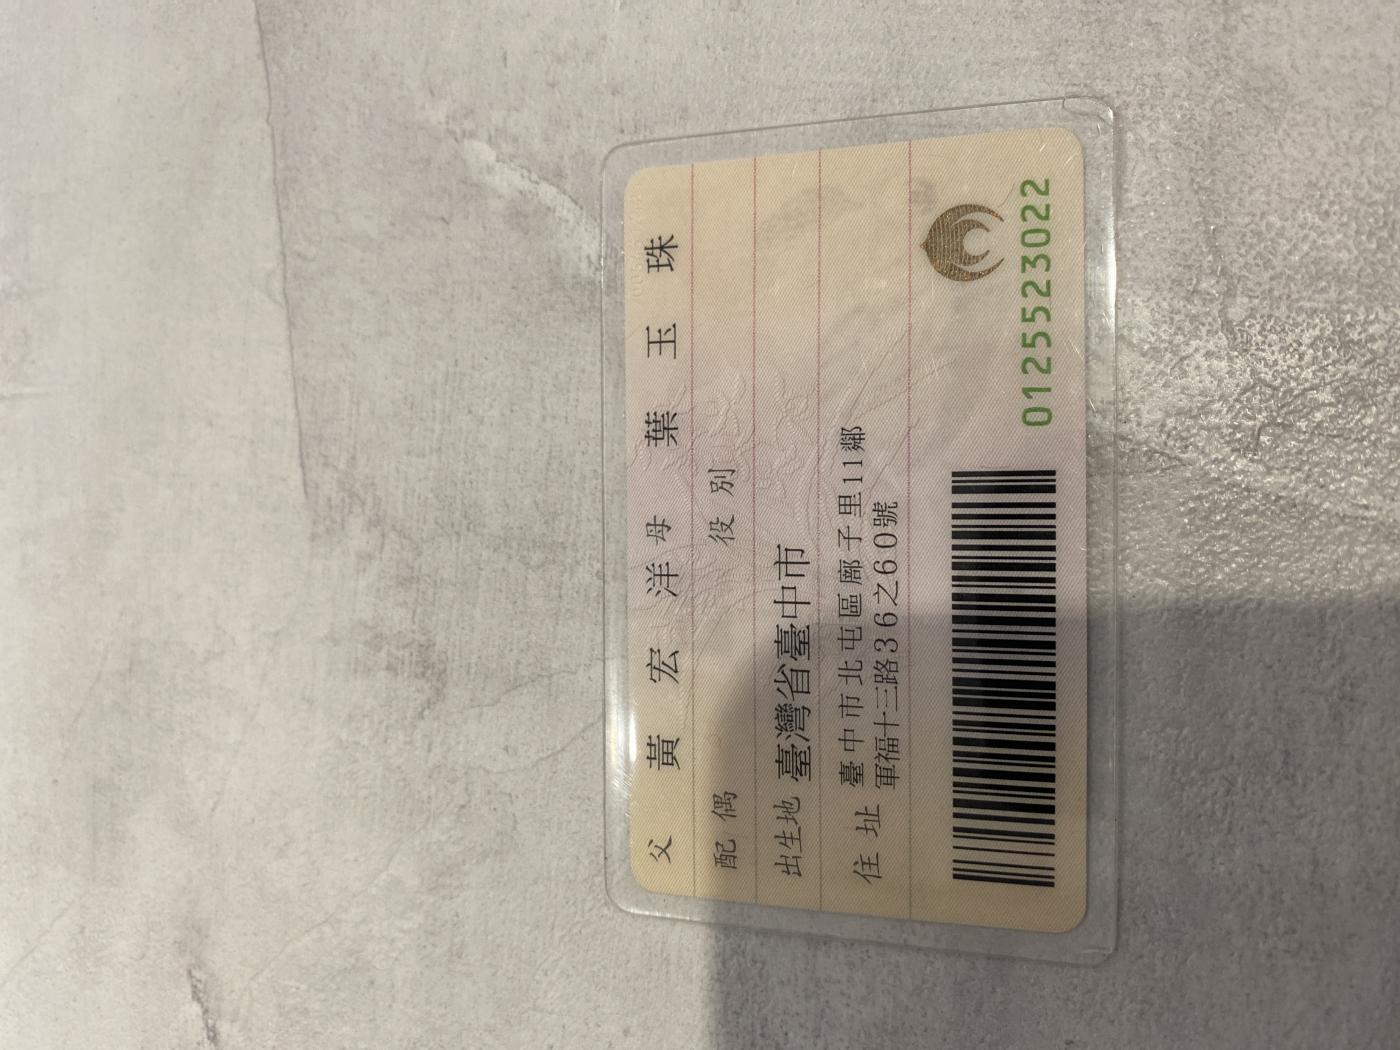 父 黃宏洋 母 葉玉珠
配偶 役別
出生地 臺灣省臺中市
住址 臺中市北屯區廍子里11鄰
軍福十三路36之60號
0125523022